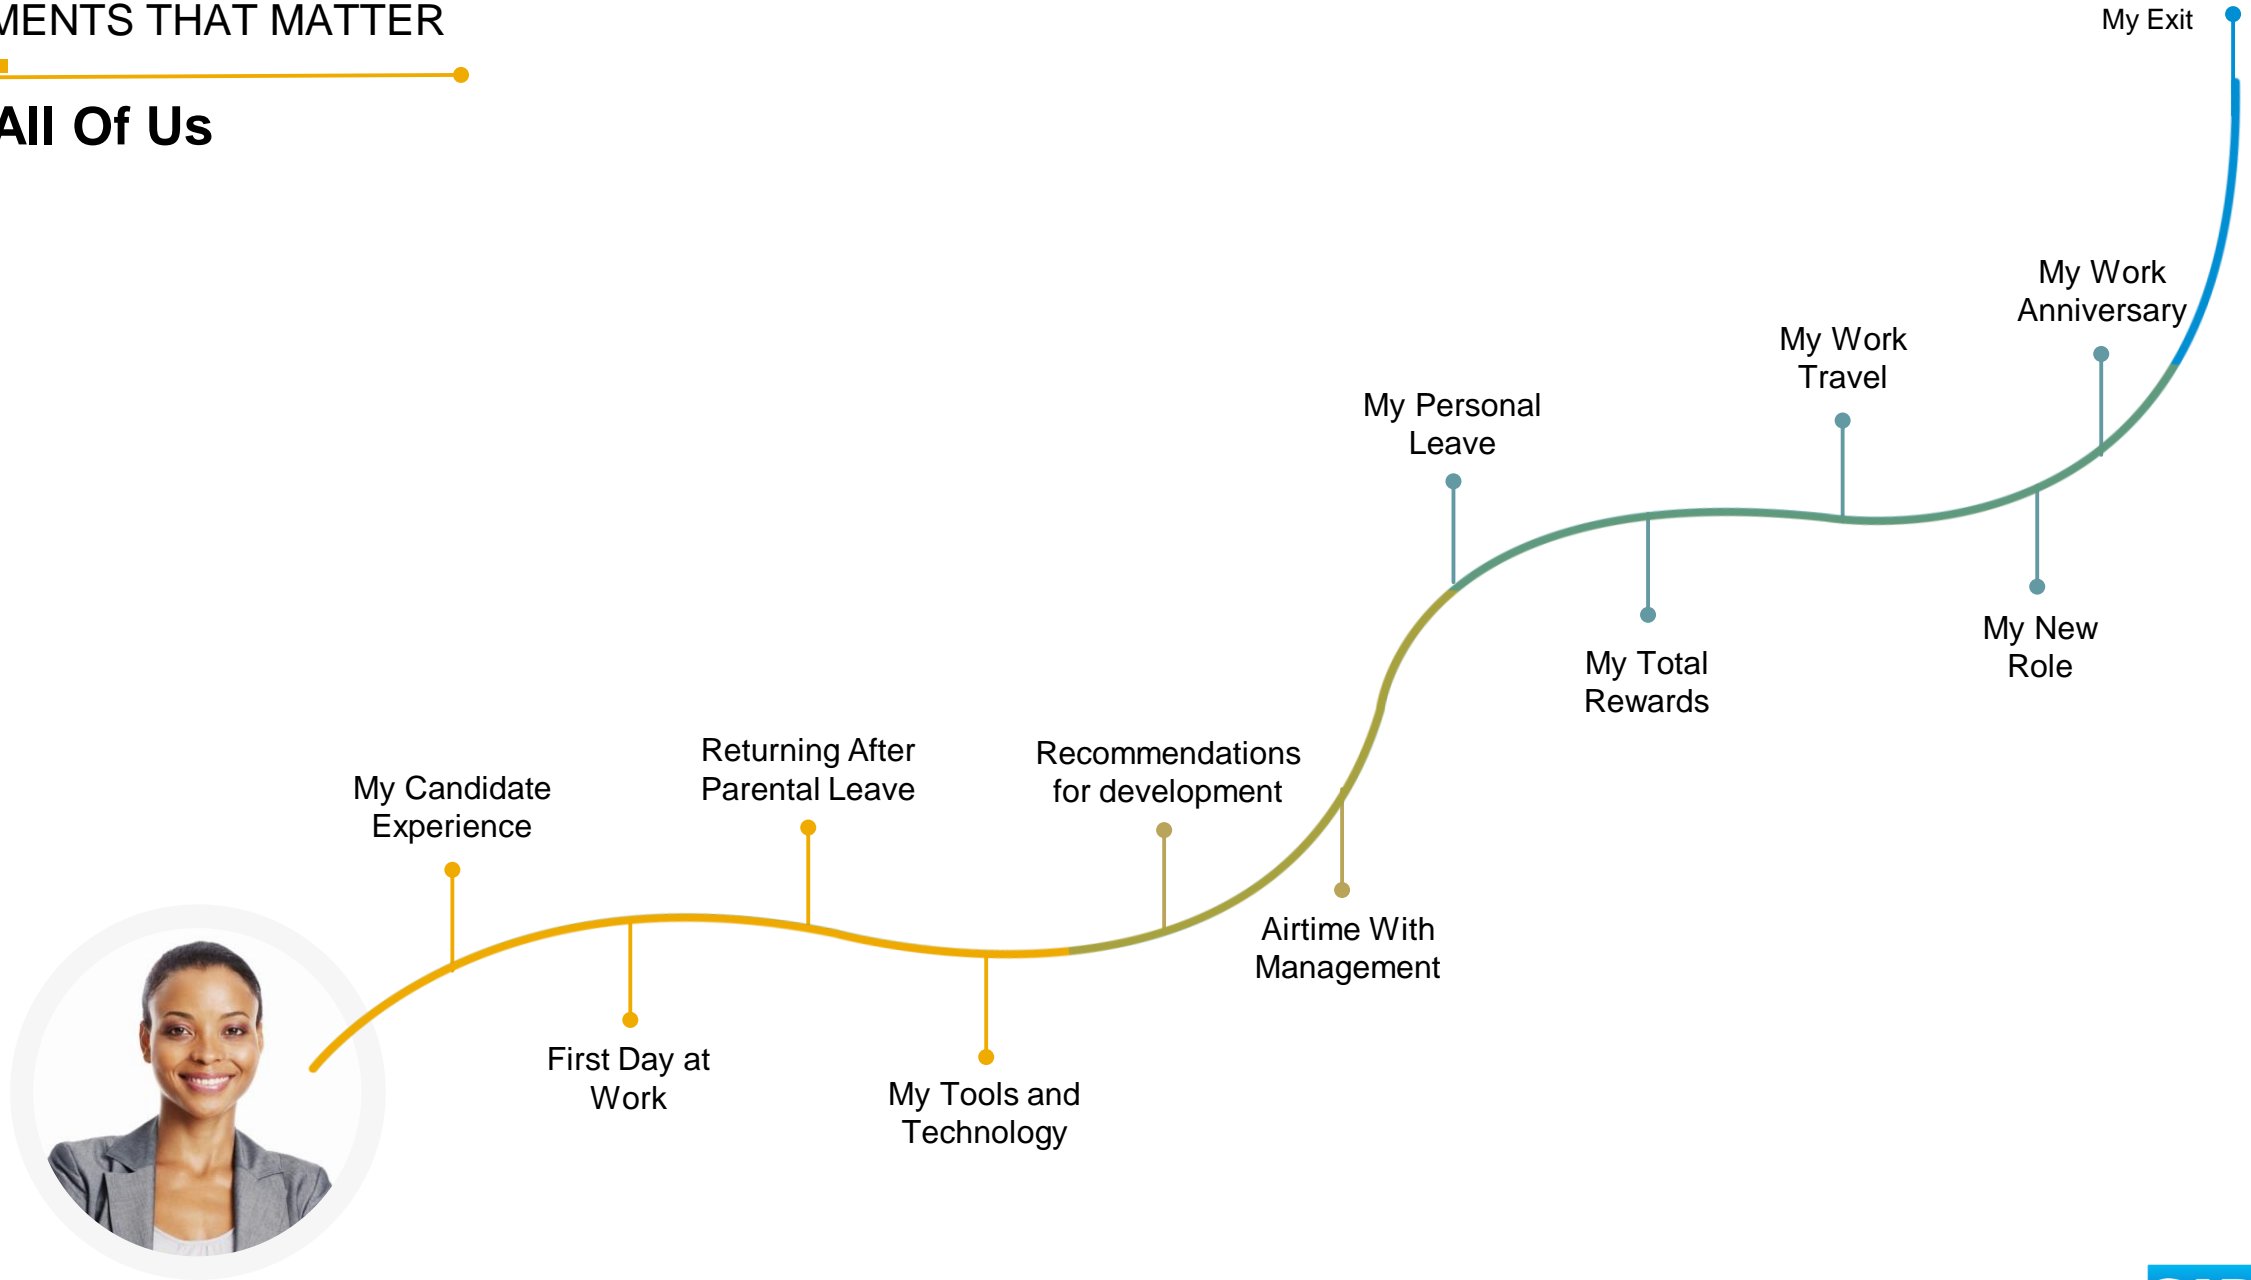 MENTS THAT MATTER
All Of Us
My Exit
My Work
Anniversary
My Work
Travel
My Personal
Leave
My New
Role
My Total
Rewards
Returning After
Parental Leave
Recommendations
for development
My Candidate
Experience
Airtime With
Management
First Day at
Work
My Tools and
Technology